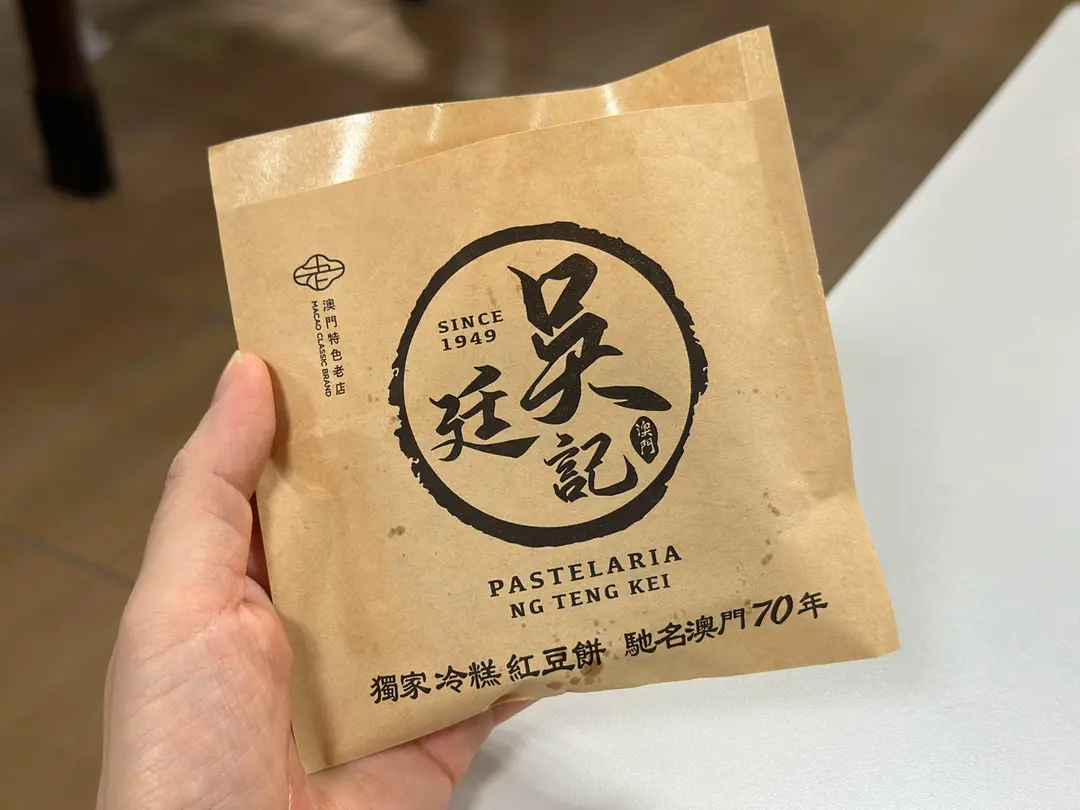 澳門特色老店
MACAO CLASSIC BRAND
SINCE
1949
吳廷記
澳門
PASTELARIA
NG TENG KEI
獨家冷糕紅豆餅 馳名澳門70年